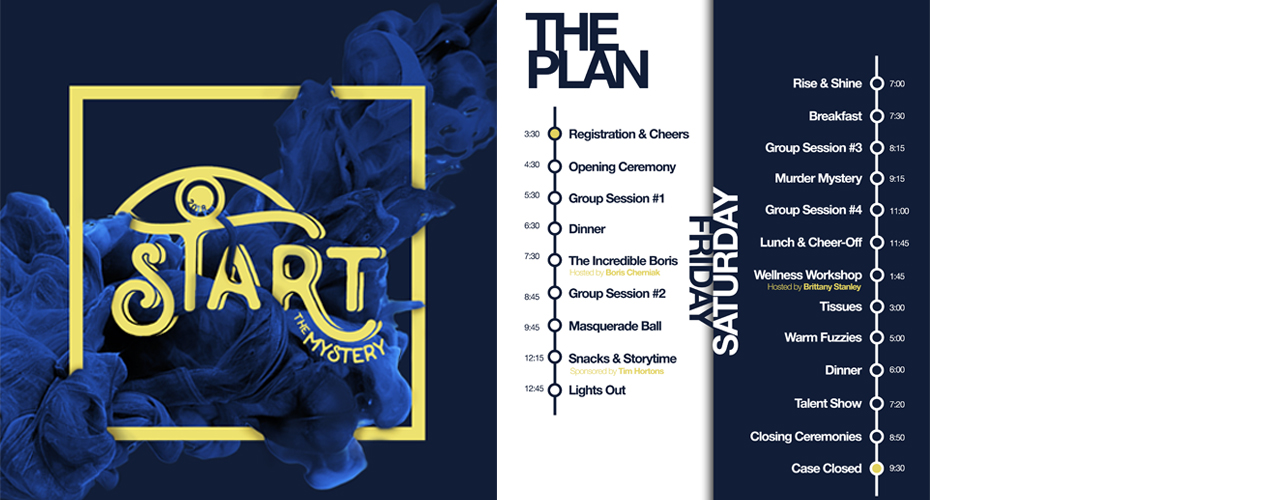 START
THE
MYSTERY
THE
PLAN
3:30 Registration & Cheers
4:30 Opening Ceremony
5:30 Group Session #1
6:30 Dinner
7:30 The Incredible Boris
Hosted by Boris Cherniak
8:45 Group Session #2
9:45 Masquerade Ball
12:15 Snacks & Storytime
Sponsored by Tim Hortons
12:45 Lights Out
FRIDAY
SATURDAY
Rise & Shine 7:00
Breakfast 7:30
Group Session #3 8:15
Murder Mystery 9:15
Group Session #4 11:00
Lunch & Cheer-Off 11:45
Wellness Workshop 1:45
Hosted by Brittany Stanley
Tissues 3:00
Warm Fuzzies 5:00
Dinner 6:00
Talent Show 7:20
Closing Ceremonies 8:50
Case Closed 9:30